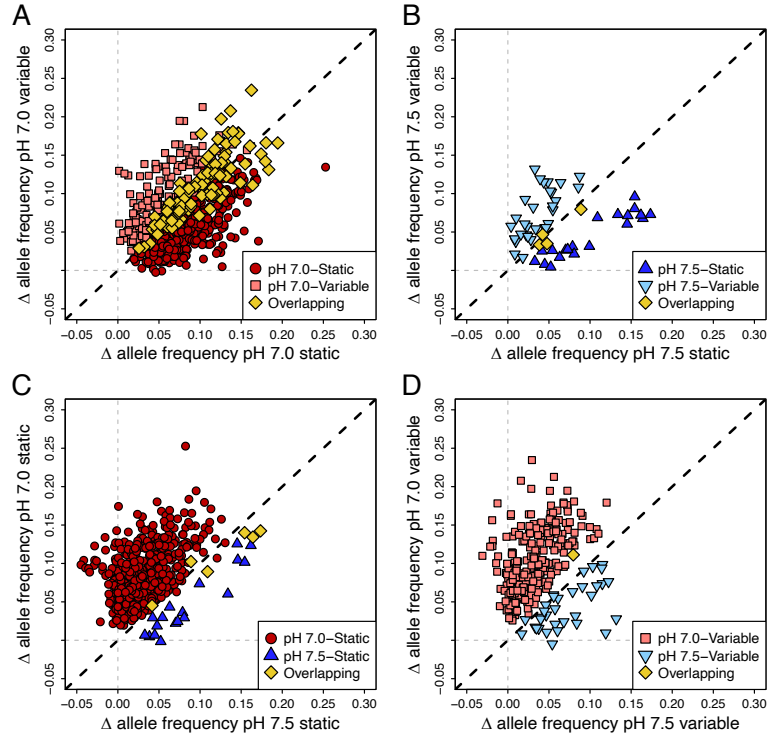 A
Δ allele frequency pH 7.0 variable
0.30
0.20
0.15
0.10
0.05
0.00
−0.05
−0.05 0.00 0.05 0.10 0.15 0.20 0.25 0.30
Δ allele frequency pH 7.0 static
pH 7.0−Static
pH 7.0−Variable
Overlapping
B
Δ allele frequency pH 7.5 variable
0.30
0.20
0.15
0.10
0.05
0.00
−0.05
−0.05 0.00 0.05 0.10 0.15 0.20 0.25 0.30
Δ allele frequency pH 7.5 static
pH 7.5−Static
pH 7.5−Variable
Overlapping
C
Δ allele frequency pH 7.0 static
0.30
0.20
0.15
0.10
0.05
0.00
−0.05
−0.05 0.00 0.05 0.10 0.15 0.20 0.25 0.30
Δ allele frequency pH 7.5 static
pH 7.0−Static
pH 7.5−Static
Overlapping
D
Δ allele frequency pH 7.0 variable
0.30
0.20
0.15
0.10
0.05
0.00
−0.05
−0.05 0.00 0.05 0.10 0.15 0.20 0.25 0.30
Δ allele frequency pH 7.5 variable
pH 7.0−Variable
pH 7.5−Variable
Overlapping